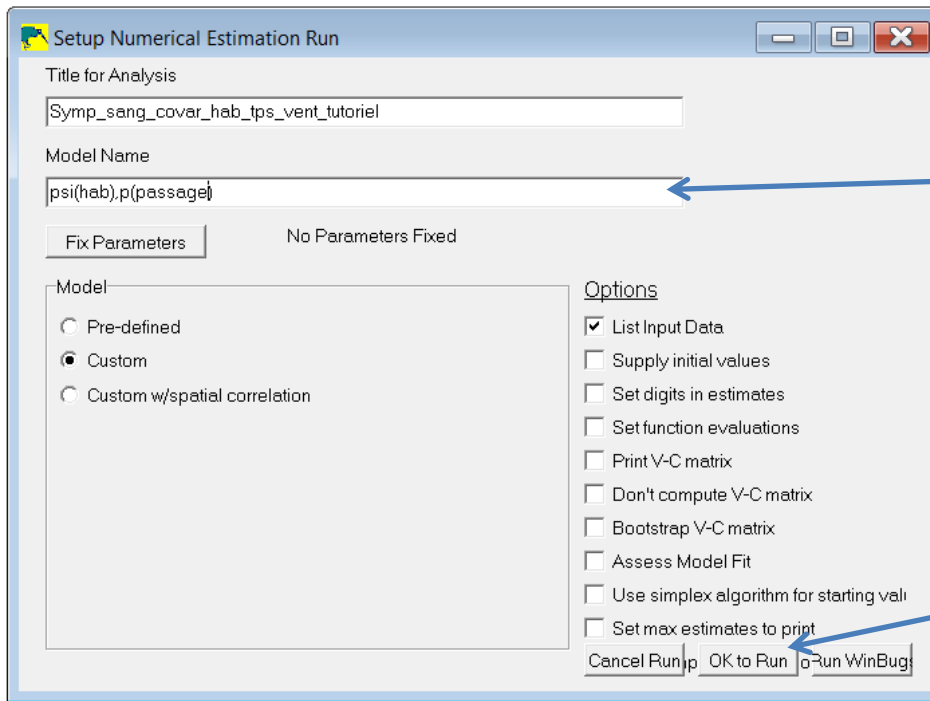 Setup Numerical Estimation Run
Title for Analysis
Symp_sang_covar_hab_tps_vent_tutoriel
Model Name
psi(hab),p(passage)
Fix Parameters
No Parameters Fixed
Model
Pre-defined
Custom
Custom w/spatial correlation
Options
List Input Data
Supply initial values
Set digits in estimates
Set function evaluations
Print V-C matrix
Don't compute V-C matrix
Bootstrap V-C matrix
Assess Model Fit
Use simplex algorithm for starting valu
Set max estimates to print
Cancel Run OK to Run Run WinBugs